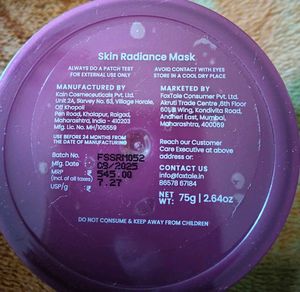 Skin Radiance Mask
ALWAYS DO A PATCH TEST
FOR EXTERNAL USE ONLY
AVOID CONTACT WITH EYES
STORE IN A COOL DRY PLACE
MANUFACTURED BY
Kain Cosmeceuticals Pvt. Ltd.
Unit 2A, Survey No. 63, Village Horale,
Off Khopoli
Pen Road, Khalapur, Raigad,
Maharashtra, India - 410203
Mfg. Lic. No. MH/106559
USE BEFORE 24 MONTHS FROM
THE DATE OF MANUFACTURING
Batch No. : FSSRM052
Mfg. Date. : 09/2025
MRP : ₹ 545.00
(incl. of all taxes)
USP/g : ₹ 7.27
MARKETED BY
FoxTale Consumer Pvt. Ltd.
Akruti Trade Centre ,6th Floor
601, Wing, Kondivita Road,
Andheri East, Mumbai,
Maharashtra, 400069
Reach our Customer
Care Executive at above
address or:
CONTACT US
info@foxtale.in
86578 67184
NET WT. 75g | 2.64oz
DO NOT CONSUME & KEEP AWAY FROM CHILDREN